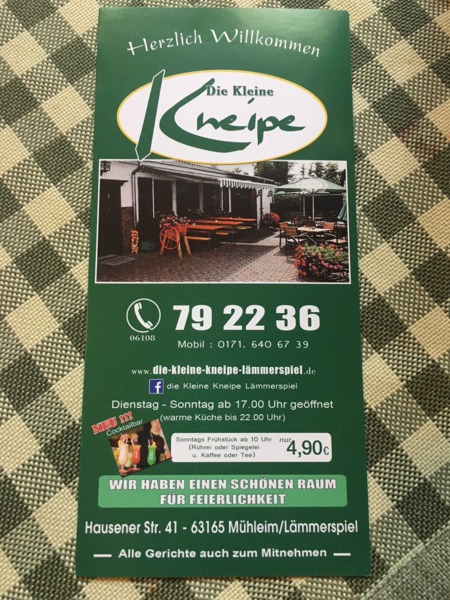 Herzlich Willkommen
Die Kleine
Kneipe
79 22 36
06108
Mobil : 0171. 640 67 39
www.die-kleine-kneipe-lämmerspiel.de
f die Kleine Kneipe Lämmerspiel
Dienstag - Sonntag ab 17.00 Uhr geöffnet
(warme Küche bis 22.00 Uhr)
NEU !!!
Cocktailbar
Sonntags Frühstück ab 10 Uhr
(Rührei oder Spiegelei
u. Kaffee oder Tee)
nur
4,90€
WIR HABEN EINEN SCHÖNEN RAUM
FÜR FEIERLICHKEIT
Hausener Str. 41 - 63165 Mühleim/Lämmerspiel
Alle Gerichte auch zum Mitnehmen